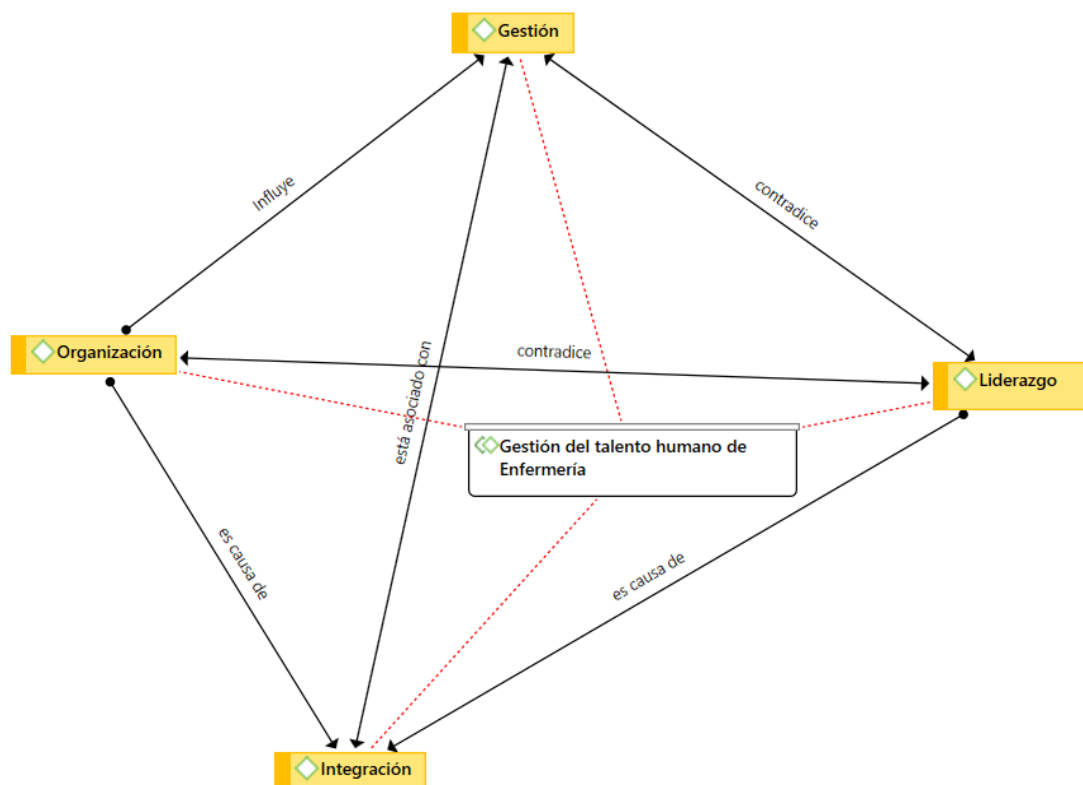 Gestión
Influye
contradice
Organización
contradice
está asociado con
Liderazgo
Gestión del talento humano de
Enfermería
es causa de
es causa de
Integración